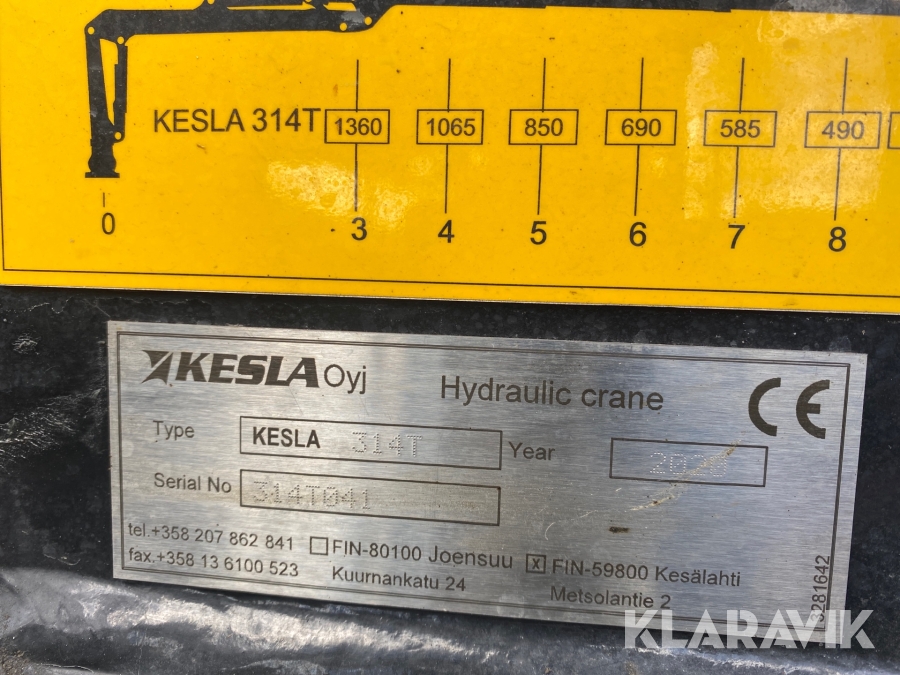 KESLA 314T 1360 1065 850 690 585 490
0 3 4 5 6 7 8
KESLA Oyj Hydraulic crane CE
Type KESLA 314T Year
Serial No 314T041
tel.+358 207 862 841 FIN-80100 Joensuu x FIN-59800 Kesälahti
fax.+358 13 6100 523 Kuurnankatu 24 Metsolantie 2
3281642
KLARAVIK